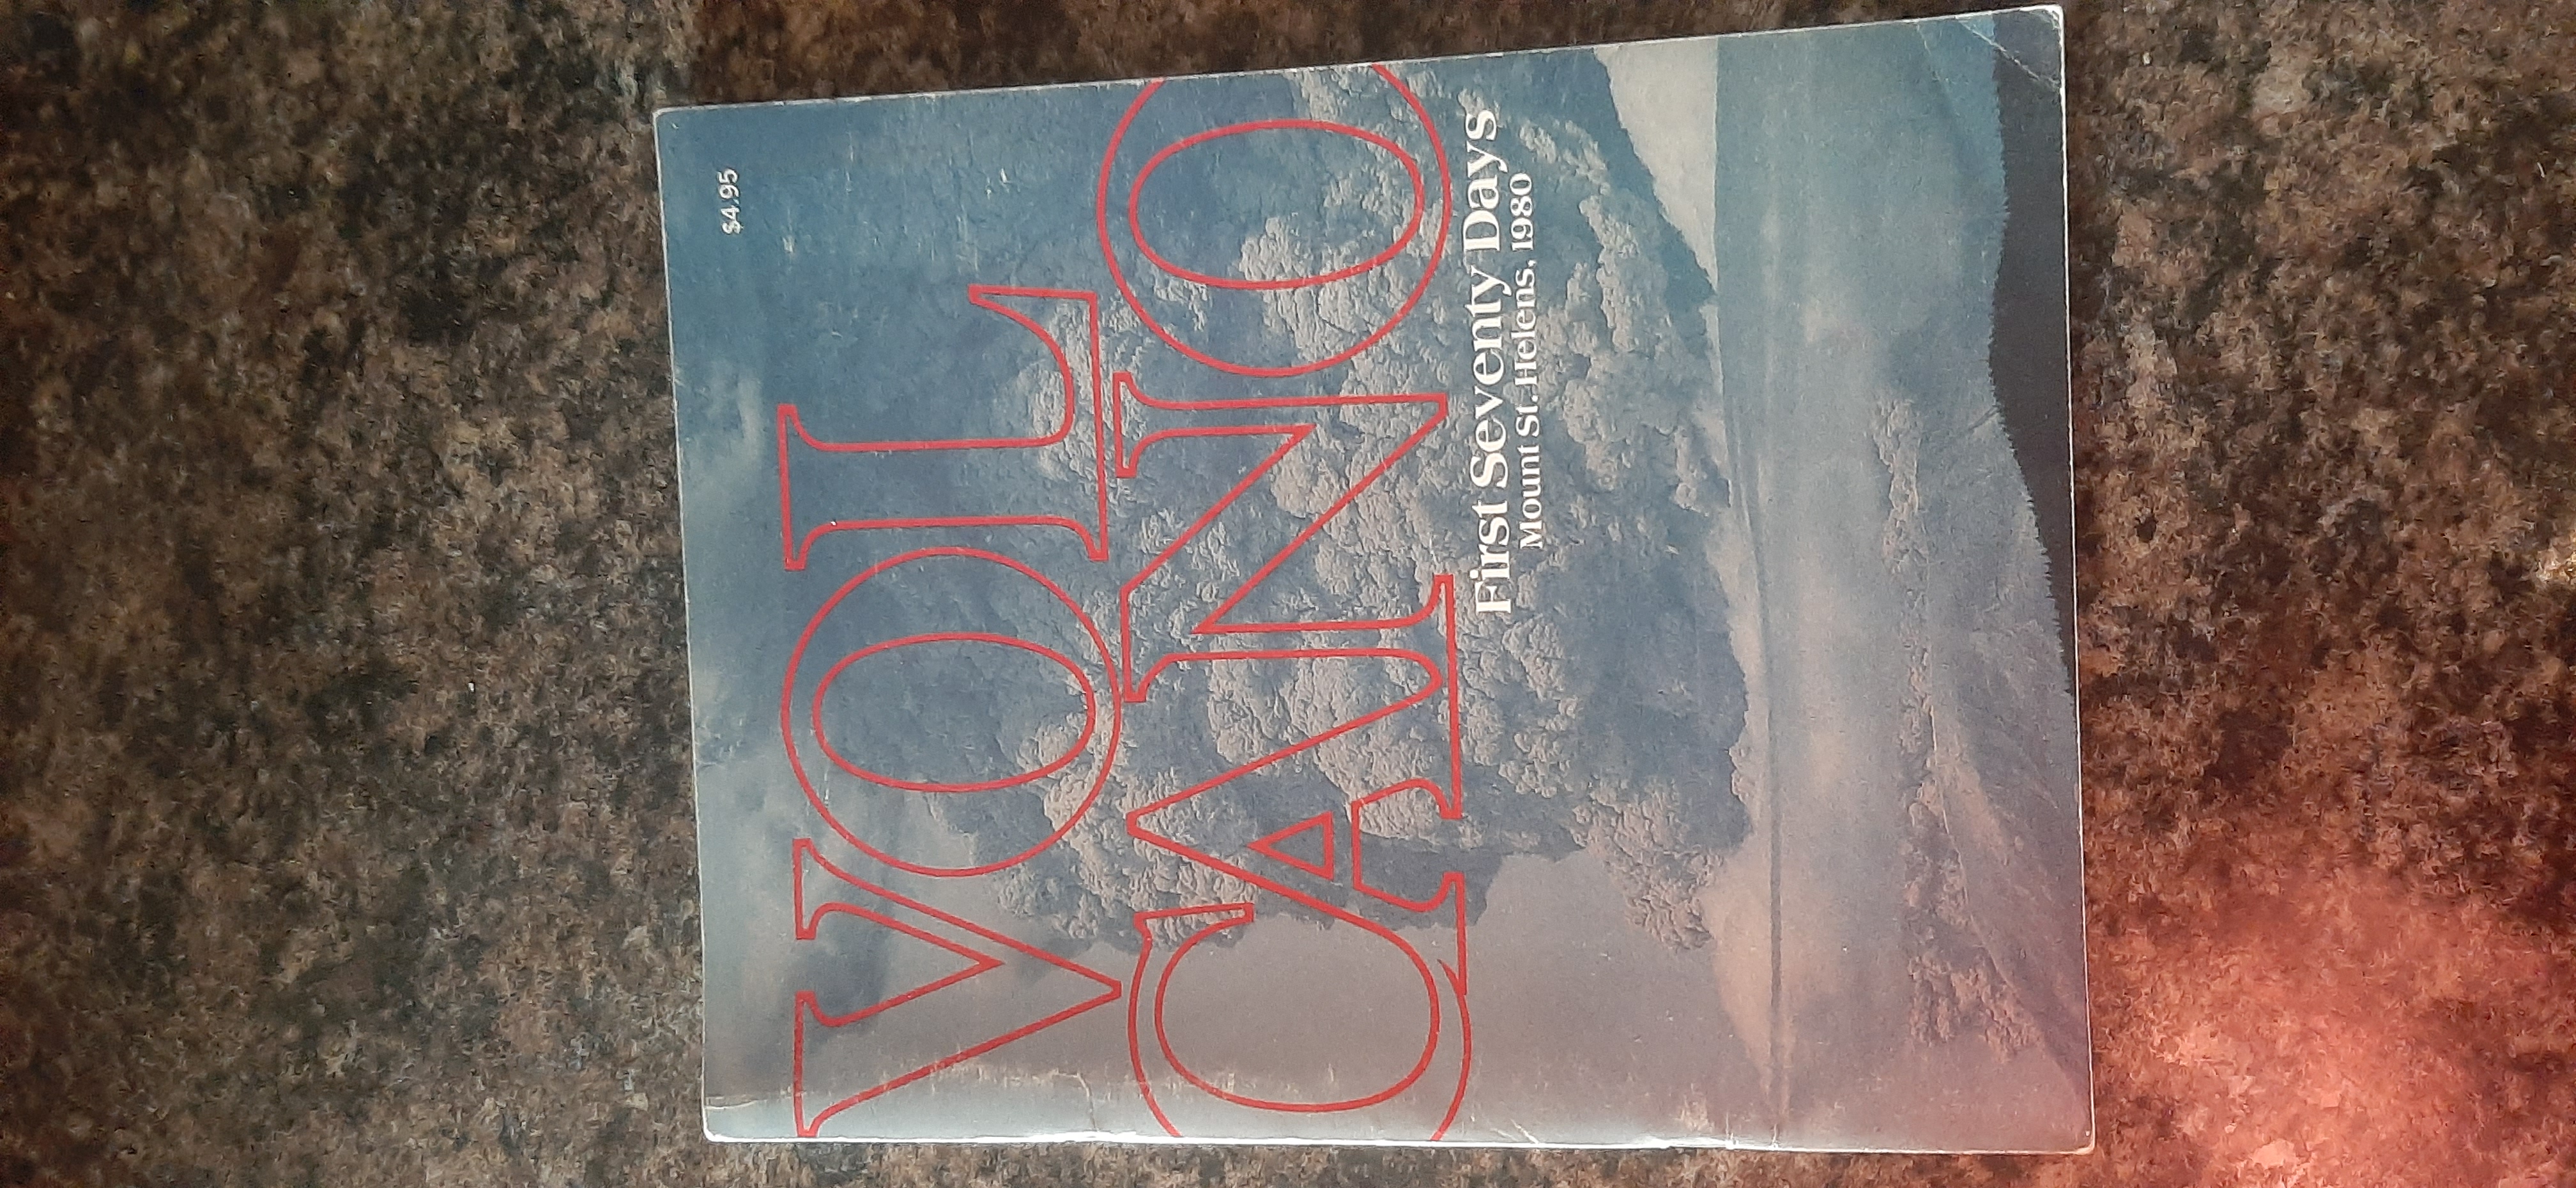 $4.95
VOL
CANO
First Seventy Days
Mount St. Helens, 1980